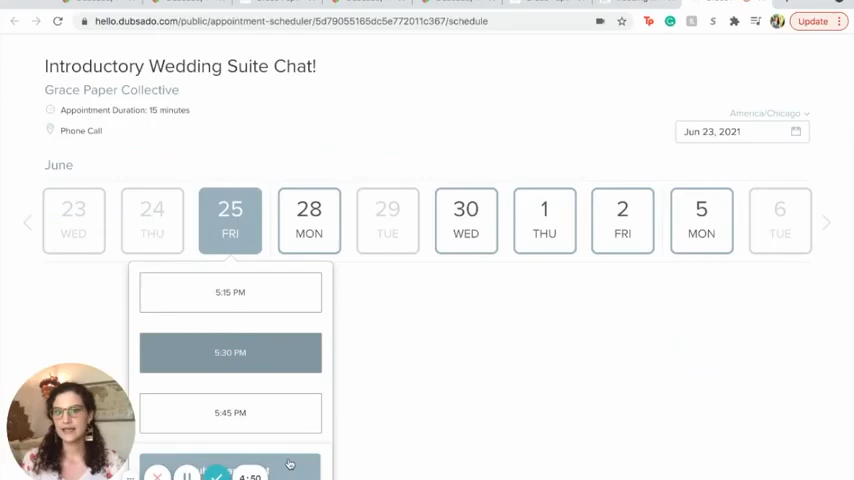 hello.dubsado.com/public/appointment-scheduler/5d79055165dc5e772011c367/schedule
Update
Introductory Wedding Suite Chat!
Grace Paper Collective
Appointment Duration: 15 minutes
America/Chicago
Phone Call
Jun 23, 2021
June
23 24 25 28 29 30 1 2 5 6
WED THU FRI MON TUE WED THU FRI MON TUE
5:15 PM
5:30 PM
5:45 PM
4:50